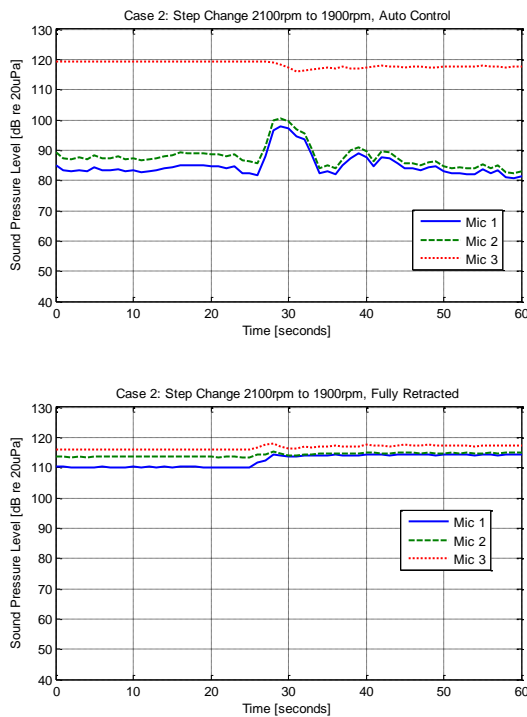 Case 2: Step Change 2100rpm to 1900rpm, Auto Control
130
120
110
100
90
80
70
60
50
40
Sound Pressure Level [dB re 20uPa]
Mic 1
Mic 2
Mic 3
0 10 20 30 40 50 60
Time [seconds]
Case 2: Step Change 2100rpm to 1900rpm, Fully Retracted
130
120
110
100
90
80
70
60
50
40
Sound Pressure Level [dB re 20uPa]
Mic 1
Mic 2
Mic 3
0 10 20 30 40 50 60
Time [seconds]